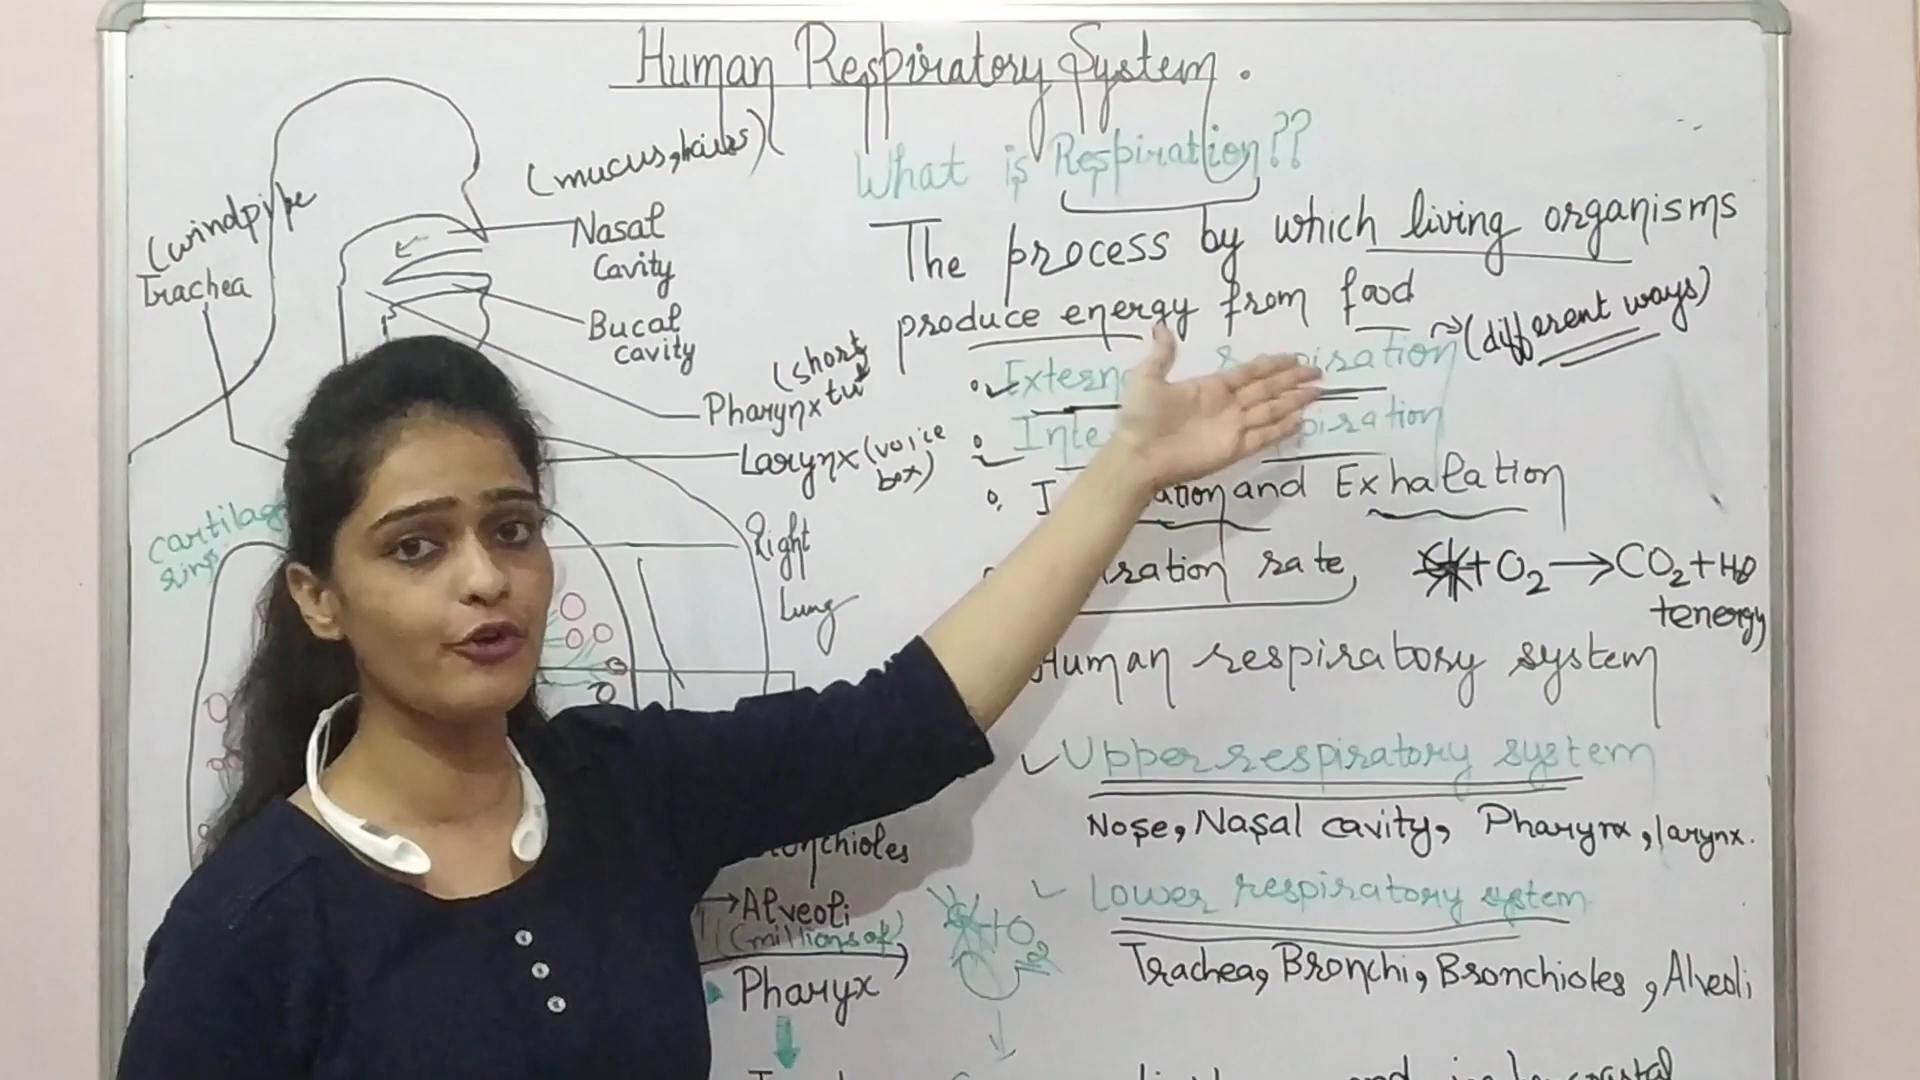 Human Respiratory System.
(mucus, hairs)
What is Respiration??
(windpipe
Trachea
Nasal
Cavity
Bucal
cavity
The process by which living organisms
produce energy from food
(different ways)
(short
Pharynx
Larynx (voice
box)
cartilage
rings
Right
Lung
and Exhalation
rate
+ O2 → CO2 + H2O
+energy
Human respiratory system
Upper respiratory system
Nose, Nasal cavity, Pharynx, larynx.
Lower respiratory system
Trachea, Bronchi, Bronchioles, Alveoli
→ Alveoli
(millions of)
Pharyx
+O2